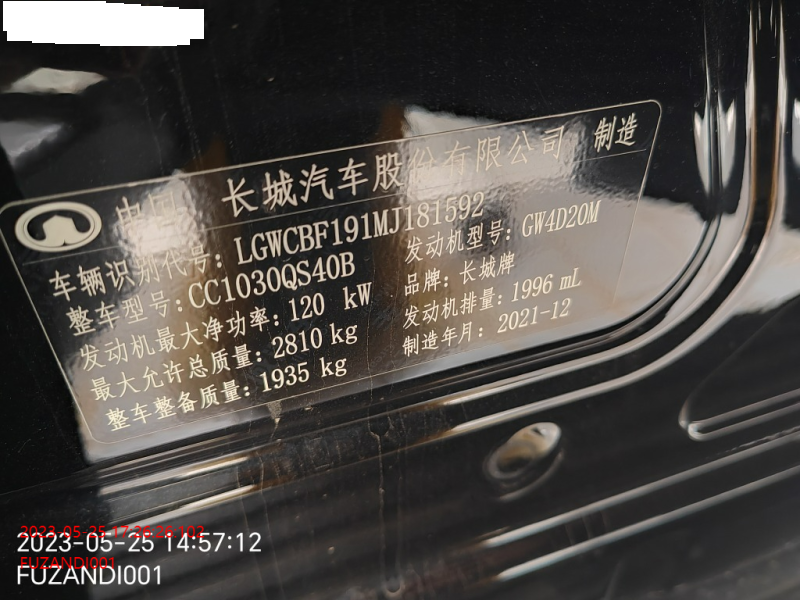 中国 长城汽车股份有限公司 制造
车辆识别代号: LGWCBF191MJ181592
整车型号: CC1030QS40B 发动机型号: GW4D20M
发动机最大净功率: 120 kW 品牌: 长城牌
最大允许总质量: 2810 kg 发动机排量: 1996 mL
整车整备质量: 1935 kg 制造年月: 2021-12
2023-05-25 17:26:26:102
2023-05-25 14:57:12
FUZANDI001
FUZANDI001